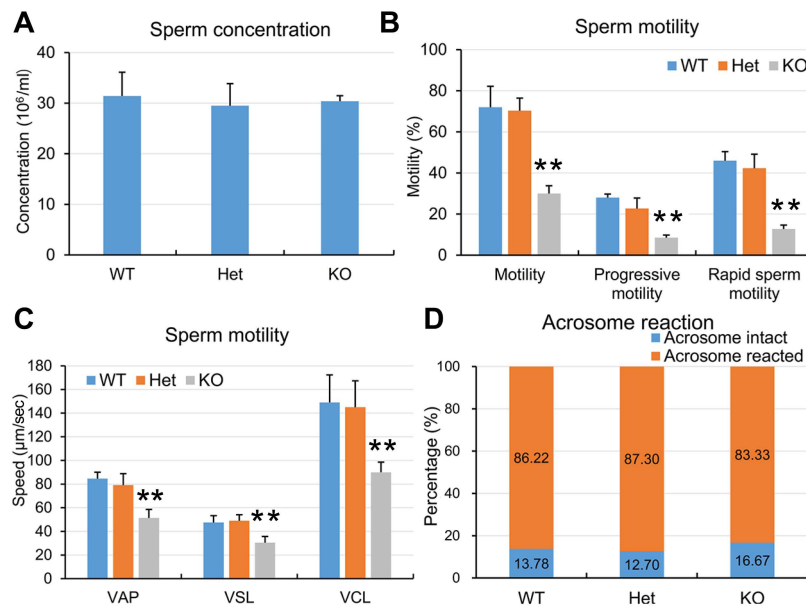 A
Sperm concentration
Concentration (10⁶/ml)
40
30
20
10
0
WT Het KO
B
Sperm motility
WT Het KO
Motility (%)
100
80
60
40
20
0
**
**
**
Motility Progressive motility Rapid sperm motility
C
Sperm motility
WT Het KO
Speed (µm/sec)
180
160
140
120
100
80
60
40
20
0
**
**
**
VAP VSL VCL
D
Acrosome reaction
Acrosome intact
Acrosome reacted
Percentage (%)
100
80
60
40
20
0
86.22 87.30 83.33
13.78 12.70 16.67
WT Het KO